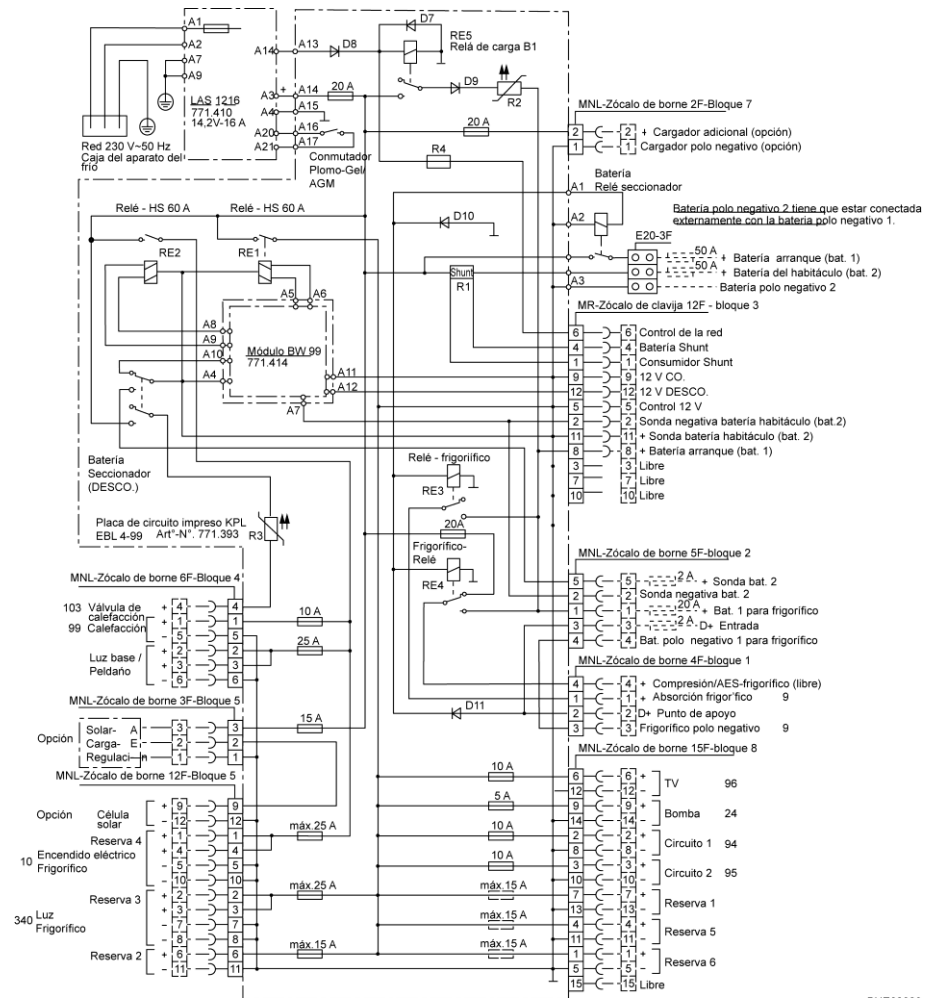 A1
A2
A7
A9
A14
A13
D8
D7
RE5
Relá de carga B1
D9
R2
LAS 1216
771.410
14,2V-16 A
A3
+
A14
20 A
A4
A15
A20
A16
A21
A17
Conmutador
Plomo-Gel/
AGM
Red 230 V~50 Hz
Caja del aparato del
frío
20 A
R4
MNL-Zócalo de borne 2F-Bloque 7
2 2 + Cargador adicional (opción)
1 1 Cargador polo negativo (opción)
Batería
Relé seccionador
A1
A2
A3
Batería polo negativo 2 tiene que estar conectada
externamente con la bateria polo negativo 1.
E20-3F
50 A + Batería arranque (bat. 1)
50 A + Batería del habitáculo (bat. 2)
Batería polo negativo 2
Relé - HS 60 A
Relé - HS 60 A
RE2
RE1
D10
Shunt
R1
A5
A6
A8
A9
A10
A4
A7
A11
A12
Módulo BW 99
771.414
Batería
Seccionador
(DESCO.)
Placa de circuito impreso KPL
EBL 4-99 Art°-N°. 771.393
R3
MR-Zócalo de clavija 12F - bloque 3
6 6 Control de la red
4 4 Batería Shunt
1 1 Consumidor Shunt
9 9 12 V CO.
12 12 12 V DESCO.
5 5 Control 12 V
2 2 Sonda negativa batería habitáculo (bat.2)
11 11 + Sonda batería habitáculo (bat. 2)
8 8 + Batería arranque (bat. 1)
3 3 Libre
7 7 Libre
10 10 Libre
Relé - frigoriífico
RE3
20A
Frigorífico-
Relé
RE4
D11
MNL-Zócalo de borne 5F-bloque 2
5 5 2 A + Sonda bat. 2
2 2 Sonda negativa bat. 2
1 1 20 A + Bat. 1 para frigorífico
3 3 2 A D+ Entrada
4 4 Bat. polo negativo 1 para frigorífico
MNL-Zócalo de borne 4F-bloque 1
4 4 + Compresión/AES-frigorífico (libre)
1 1 + Absorción frigor'fico 9
2 2 D+ Punto de apoyo
3 3 Frigorífico polo negativo 9
MNL-Zócalo de borne 15F-bloque 8
10 A 6 6 + TV 96
12 12 -
5 A 9 9 + Bomba 24
14 14 -
10 A 2 2 + Circuito 1 94
8 8 -
10 A 3 3 + Circuito 2 95
10 10 -
máx.15 A 7 7 + Reserva 1
13 13 -
máx.15 A 4 4 + Reserva 5
11 11 -
máx.15 A 1 1 + Reserva 6
5 5 -
15 15 Libre
MNL-Zócalo de borne 6F-Bloque 4
103 Válvula de calefacción + 4 4
99 Calefacción + 1 1 10 A
- 5 5
Luz base / Peldaño + 2 2 25 A
+ 3 3
- 6 6
MNL-Zócalo de borne 3F-Bloque 5
Opción
Solar- A 3 3 15 A
Carga- E 2 2
Regulaci n 1 1
MNL-Zócalo de borne 12F-Bloque 5
Opción Célula solar + 9 9
- 12 12
Reserva 4 + 1 1 máx.25 A
+ 4 4
10 Encendido eléctrico Frigorífico - 5 5
- 10 10
Reserva 3 + 2 2 máx.25 A
+ 3 3
340 Luz Frigorífico - 7 7
- 8 8
Reserva 2 + 6 6 máx.15 A
- 11 11